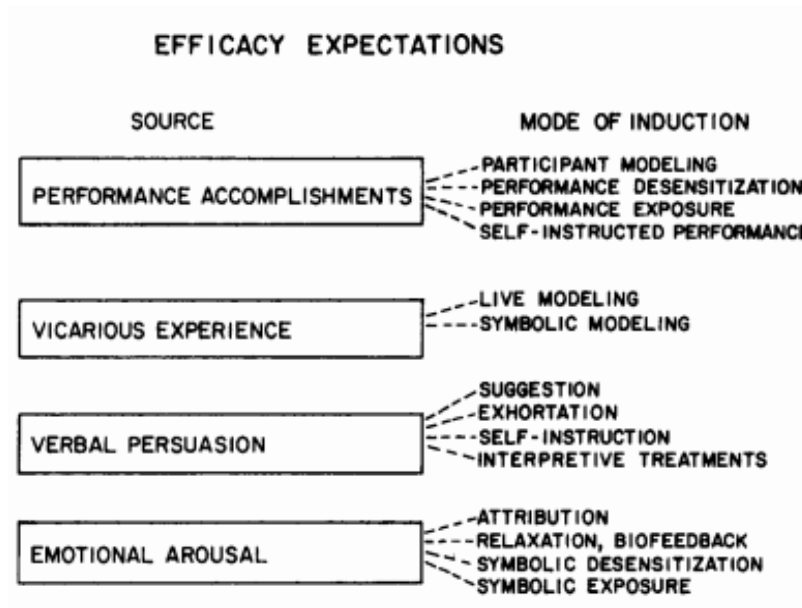 EFFICACY EXPECTATIONS
SOURCE
MODE OF INDUCTION
PERFORMANCE ACCOMPLISHMENTS
PARTICIPANT MODELING
PERFORMANCE DESENSITIZATION
PERFORMANCE EXPOSURE
SELF-INSTRUCTED PERFORMANCE
VICARIOUS EXPERIENCE
LIVE MODELING
SYMBOLIC MODELING
VERBAL PERSUASION
SUGGESTION
EXHORTATION
SELF-INSTRUCTION
INTERPRETIVE TREATMENTS
EMOTIONAL AROUSAL
ATTRIBUTION
RELAXATION, BIOFEEDBACK
SYMBOLIC DESENSITIZATION
SYMBOLIC EXPOSURE